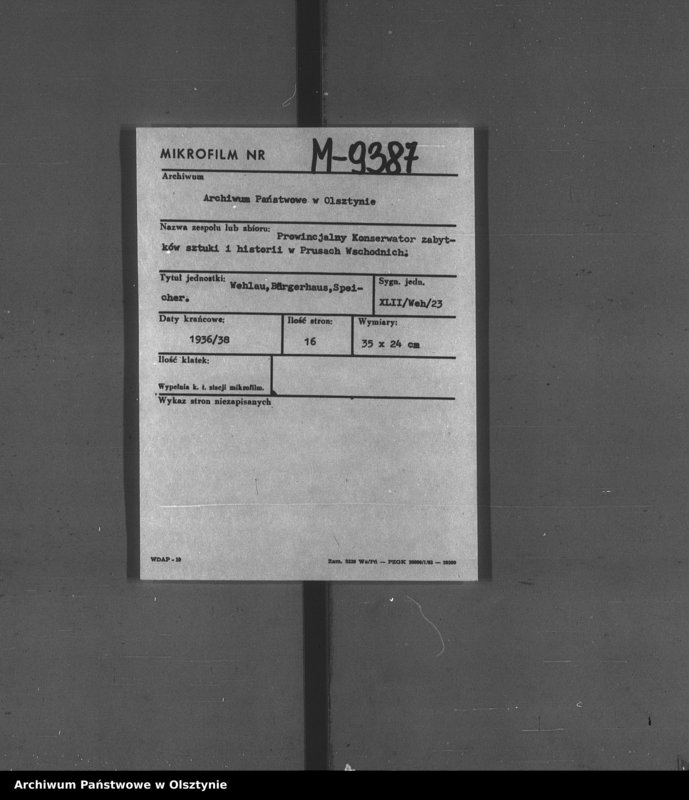 MIKROFILM NR M-9387
Archiwum
Archiwum Państwowe w Olsztynie
Nazwa zespołu lub zbioru: Prowincjalny Konserwator zabyt-
ków sztuki i historii w Prusach Wschodnich.
Tytuł jednostki: Wehlau,Bürgerhaus,Spei-
cher.
Sygn. jedn.
XLII/Weh/23
Daty krańcowe:
1936/38
Ilość stron:
16
Wymiary:
35 x 24 cm
Ilość klatek:
Wypełnia k. t. stacji mikrofilm.
Wykaz stron niezapisanych
WDAP - 10
Zam.
Archiwum Państwowe w Olsztynie